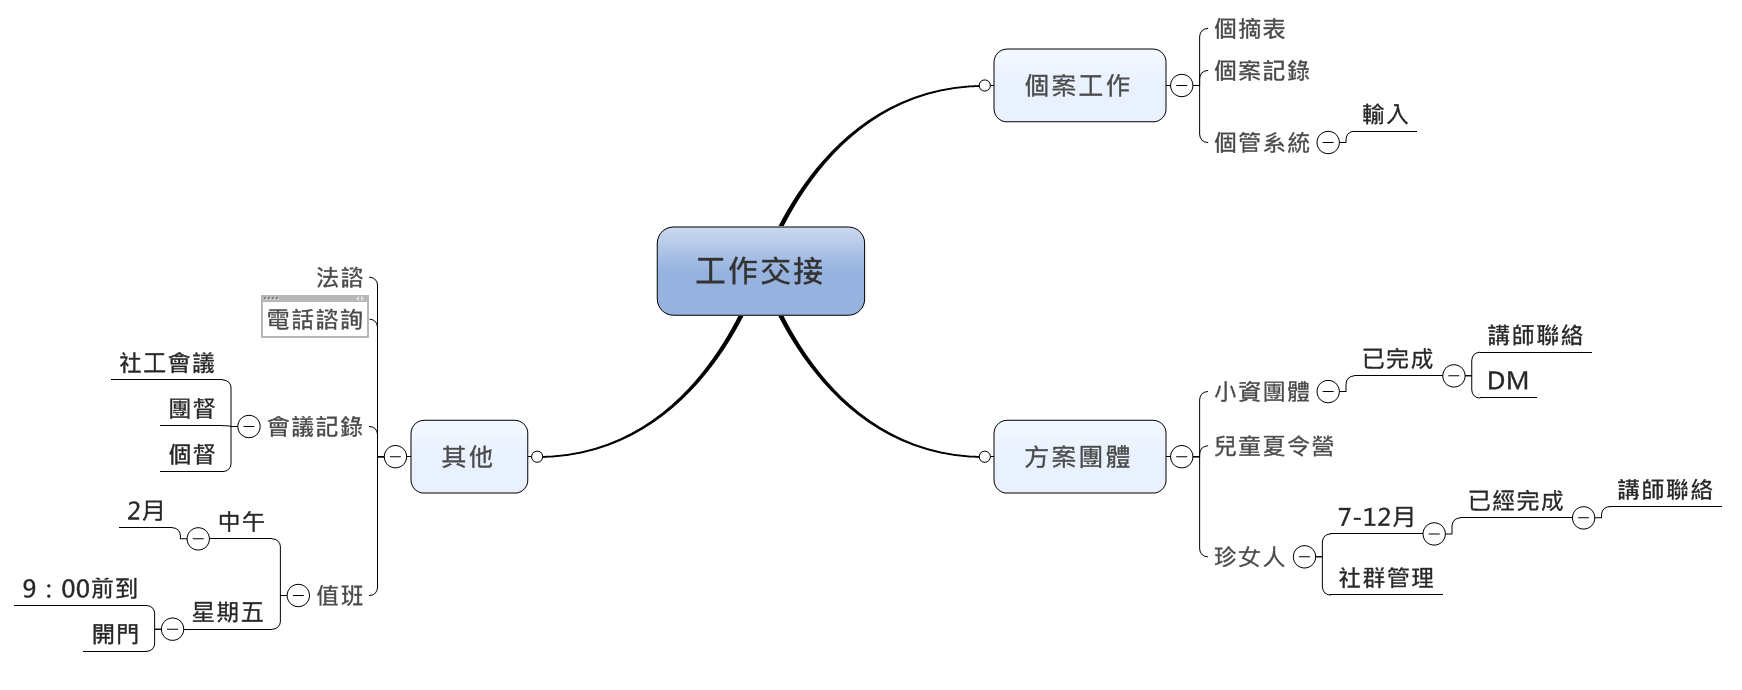 工作交接
個案工作
個摘表
個案記錄
個管系統
輸入
方案團體
小資團體
已完成
講師聯絡
DM
兒童夏令營
珍女人
7-12月
已經完成
講師聯絡
社群管理
其他
法諮
電話諮詢
會議記錄
社工會議
團督
個督
值班
中午
2月
星期五
9：00前到
開門